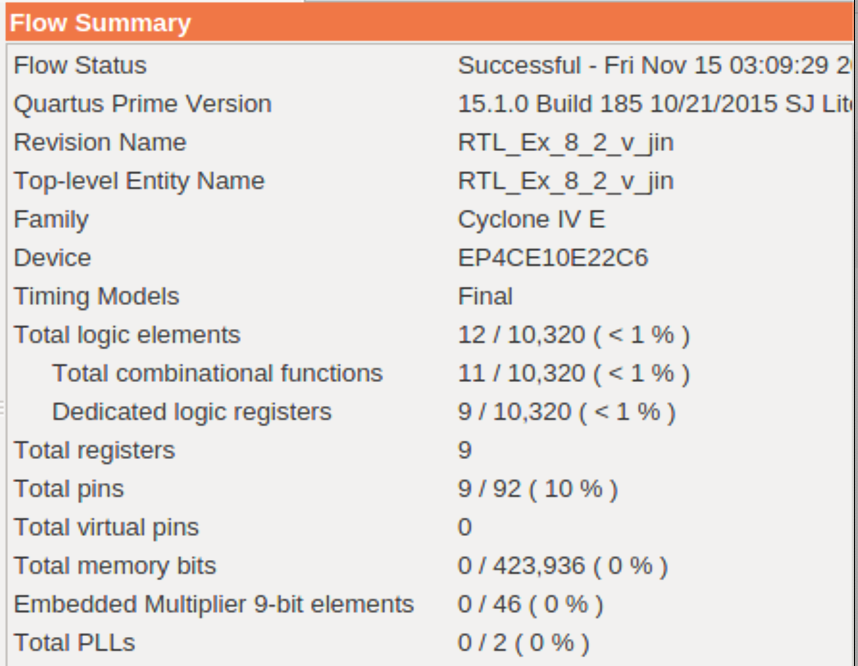 Flow Summary
Flow Status Successful - Fri Nov 15 03:09:29
Quartus Prime Version 15.1.0 Build 185 10/21/2015 SJ
Revision Name RTL_Ex_8_2_v_jin
Top-level Entity Name RTL_Ex_8_2_v_jin
Family Cyclone IV E
Device EP4CE10E22C6
Timing Models Final
Total logic elements 12 / 10,320 ( < 1 % )
Total combinational functions 11 / 10,320 ( < 1 % )
Dedicated logic registers 9 / 10,320 ( < 1 % )
Total registers 9
Total pins 9 / 92 ( 10 % )
Total virtual pins 0
Total memory bits 0 / 423,936 ( 0 % )
Embedded Multiplier 9-bit elements 0 / 46 ( 0 % )
Total PLLs 0 / 2 ( 0 % )